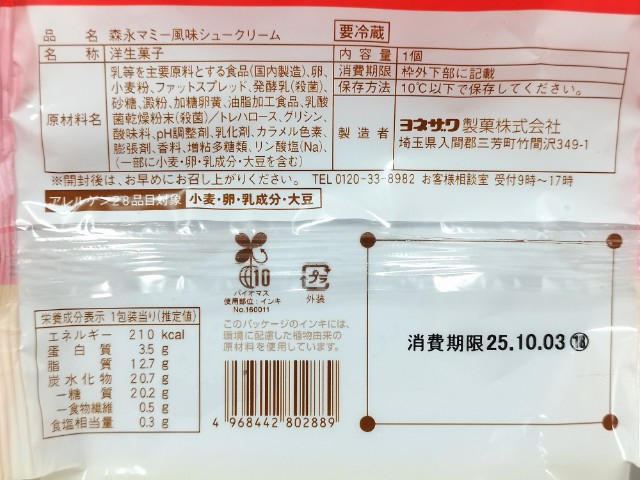 品名 森永マミー風味シュークリーム 要冷蔵
名称 洋生菓子 内容量 1個
原材料名 乳等を主要原料とする食品(国内製造)、卵、
小麦粉、ファットスプレッド、発酵乳(殺菌)、
砂糖、澱粉、加糖卵黄、油脂加工食品、乳酸
菌乾燥粉末(殺菌)/トレハロース、グリシン、
酸味料、pH調整剤、乳化剤、カラメル色素、
膨張剤、香料、増粘多糖類、リン酸塩(Na)、
(一部に小麦・卵・乳成分・大豆を含む)
消費期限 枠外下部に記載
保存方法 10℃以下で保存してください。
製造者 ヨネザワ製菓株式会社
埼玉県入間郡三芳町竹間沢349-1
※開封後は、お早めにお召し上がりください。 TEL 0120-33-8982 お客様相談室 受付9時~17時
アレルゲン28品目対象 小麦・卵・乳成分・大豆
10
バイオマス
使用部位:インキ
No.160011
プラ
外装
このパッケージのインキには、
環境に配慮した植物由来の
原材料を使用しています。
栄養成分表示 1包装当り(推定値)
エネルギー 210 kcal
蛋白質 3.5 g
脂質 12.7 g
炭水化物 20.7 g
-糖質 20.2 g
-食物繊維 0.5 g
食塩相当量 0.3 g
4 968442 802889
消費期限25.10.03